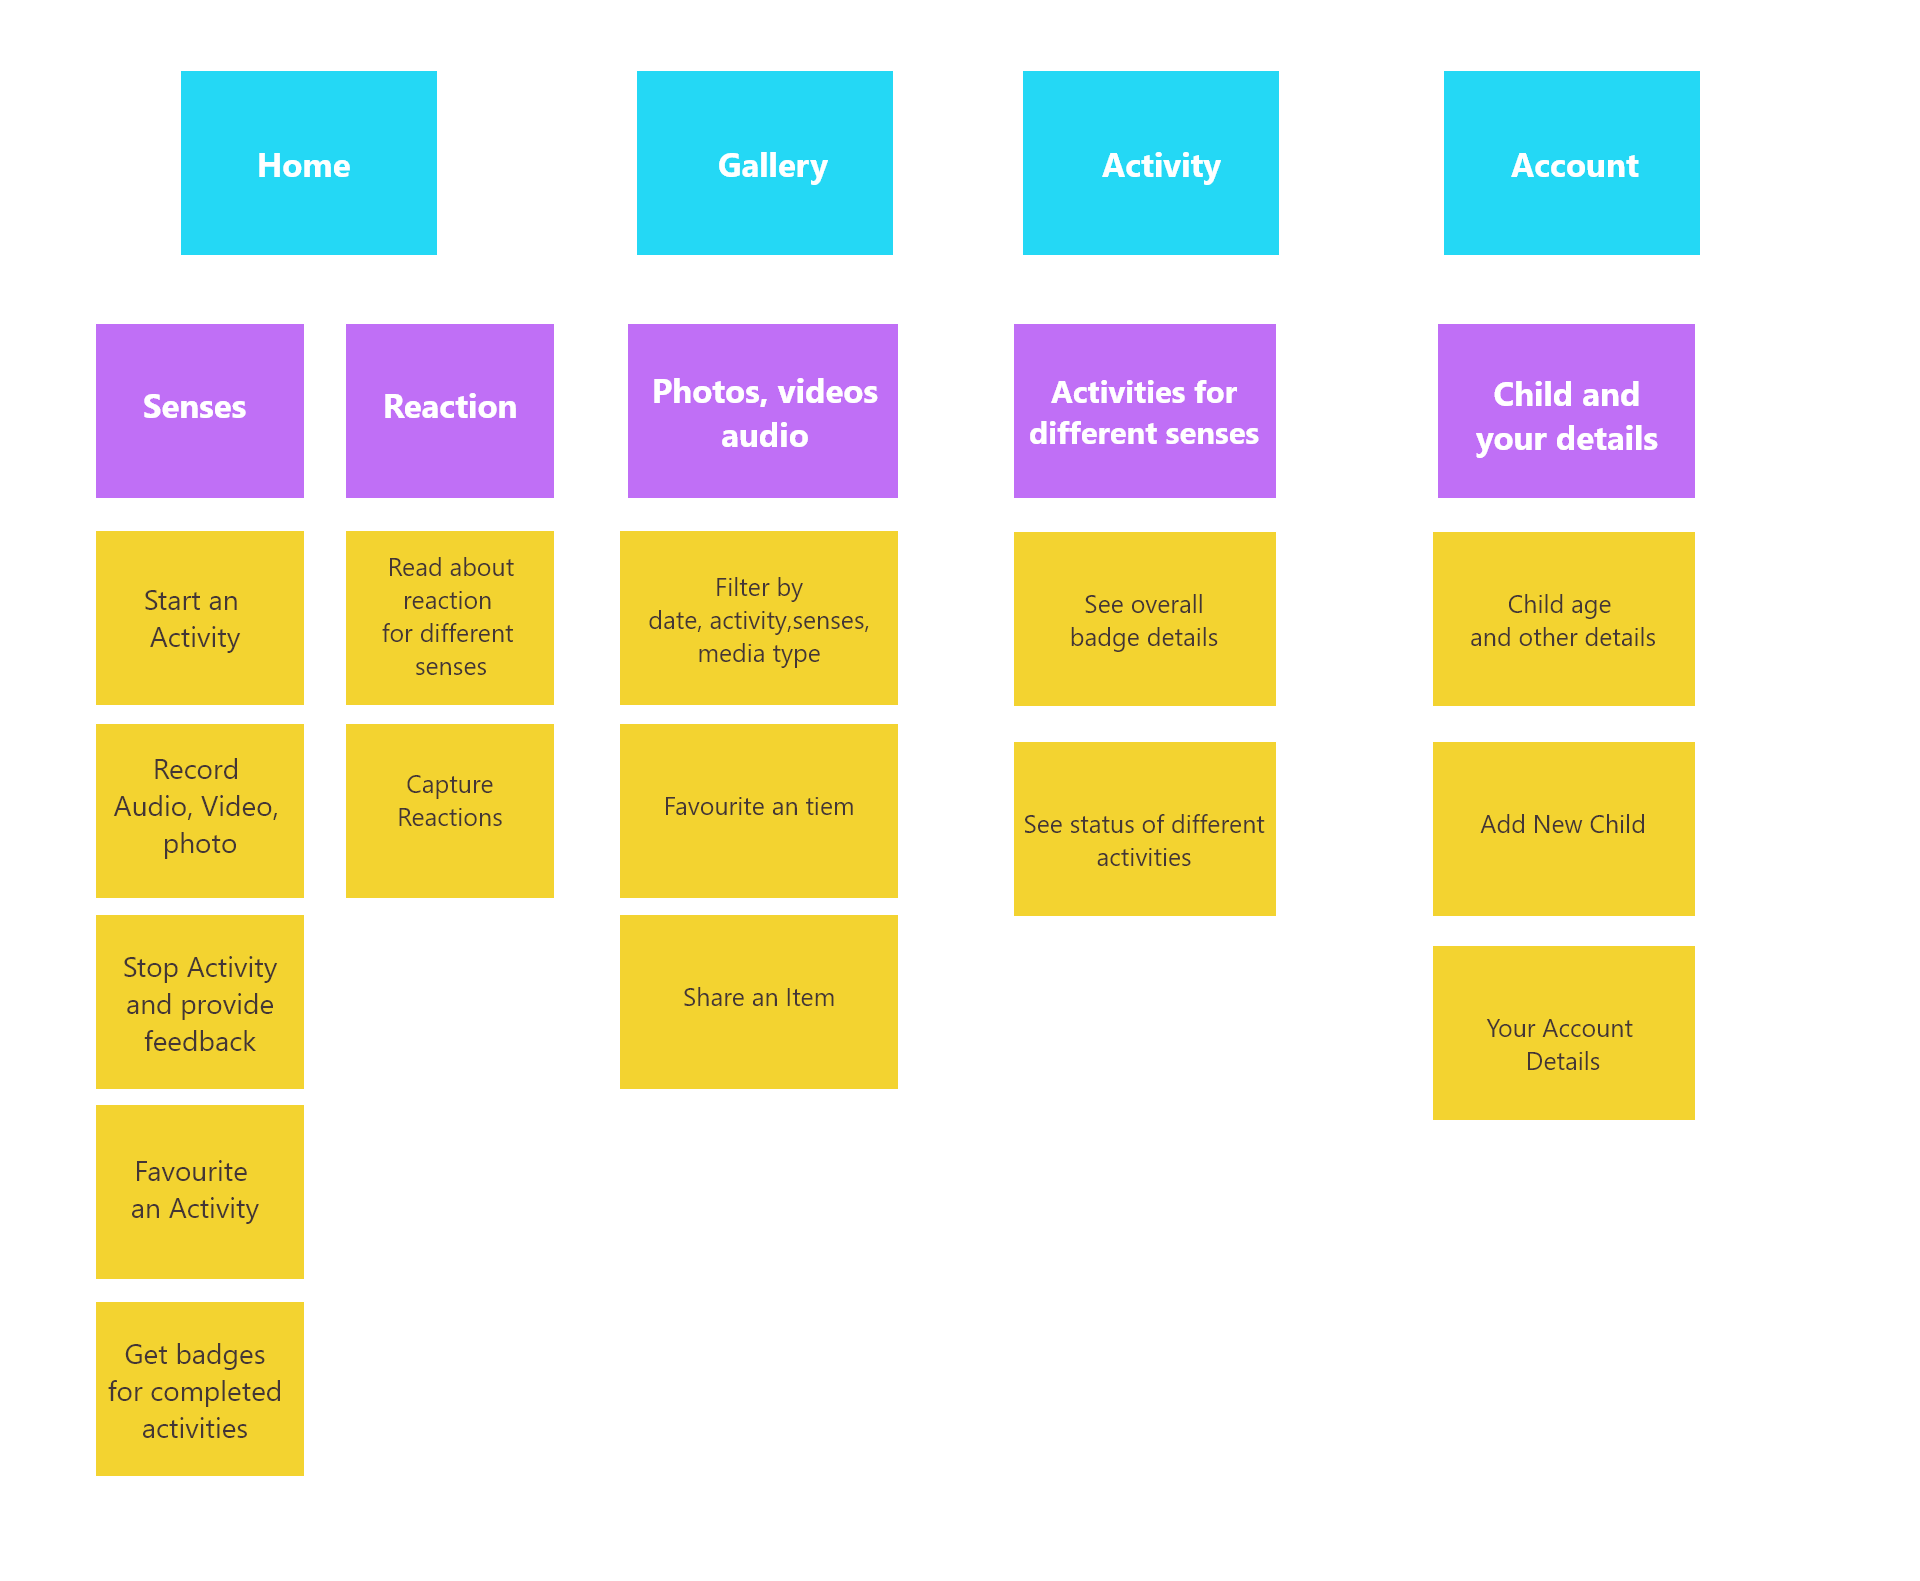 Home
Gallery
Activity
Account
Senses
Reaction
Photos, videos
audio
Activities for
different senses
Child and
your details
Start an
Activity
Record
Audio, Video,
photo
Stop Activity
and provide
feedback
Favourite
an Activity
Get badges
for completed
activities
Read about
reaction
for different
senses
Capture
Reactions
Filter by
date, activity,senses,
media type
Favourite an tiem
Share an Item
See overall
badge details
See status of different
activities
Child age
and other details
Add New Child
Your Account
Details